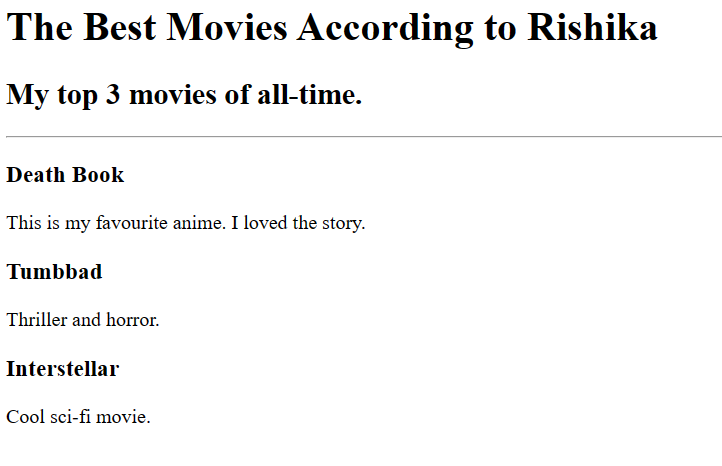 The Best Movies According to Rishika
My top 3 movies of all-time.
Death Book
This is my favourite anime. I loved the story.
Tumbbad
Thriller and horror.
Interstellar
Cool sci-fi movie.